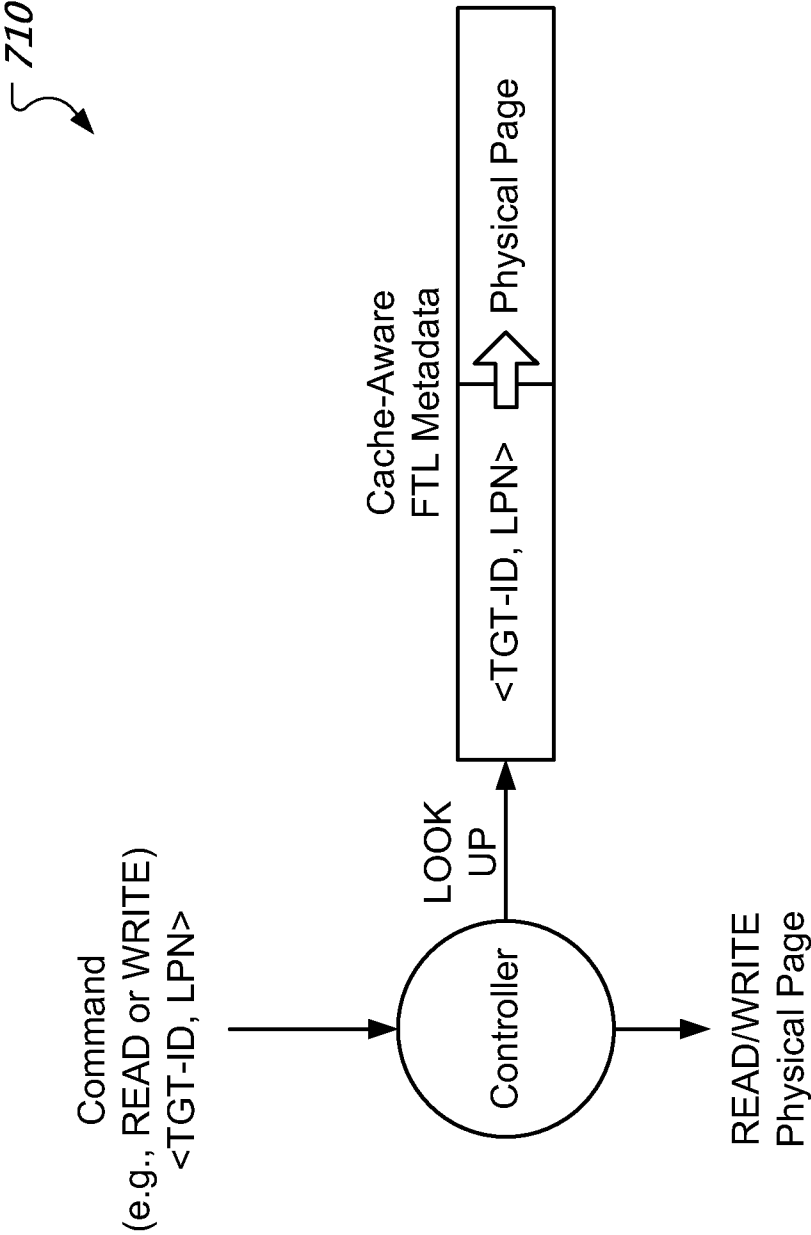 710
Command
(e.g., READ or WRITE)
<TGT-ID, LPN>
Controller
LOOK
UP
Cache-Aware
FTL Metadata
<TGT-ID, LPN>
Physical Page
READ/WRITE
Physical Page